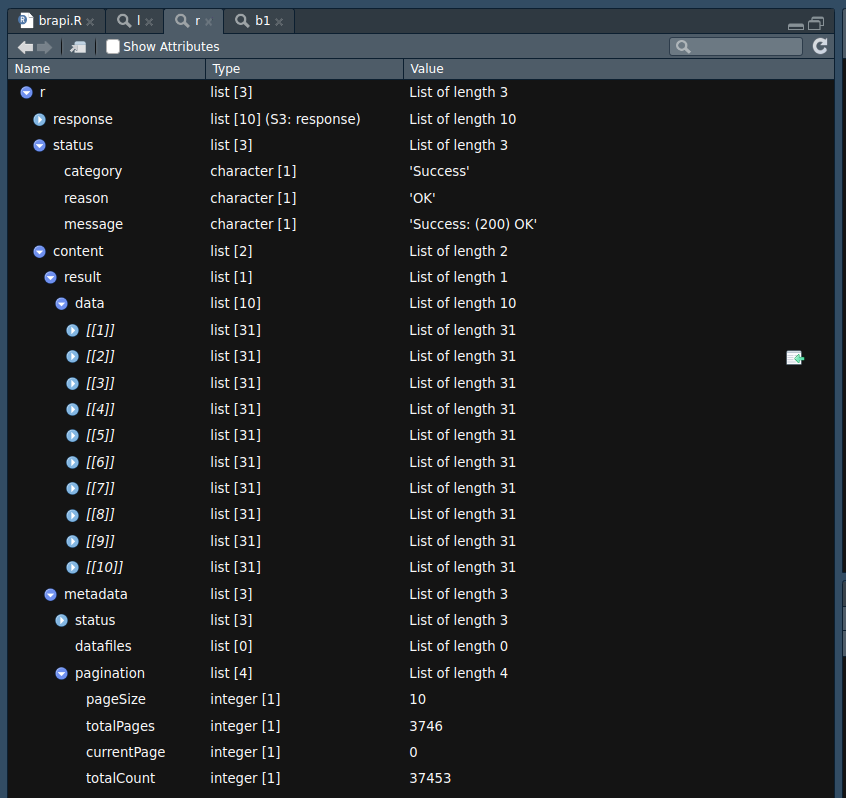 brapi.R l r b1
Show Attributes
Name Type Value
r list [3] List of length 3
response list [10] (S3: response) List of length 10
status list [3] List of length 3
category character [1] 'Success'
reason character [1] 'OK'
message character [1] 'Success: (200) OK'
content list [2] List of length 2
result list [1] List of length 1
data list [10] List of length 10
[[1]] list [31] List of length 31
[[2]] list [31] List of length 31
[[3]] list [31] List of length 31
[[4]] list [31] List of length 31
[[5]] list [31] List of length 31
[[6]] list [31] List of length 31
[[7]] list [31] List of length 31
[[8]] list [31] List of length 31
[[9]] list [31] List of length 31
[[10]] list [31] List of length 31
metadata list [3] List of length 3
status list [3] List of length 3
datafiles list [0] List of length 0
pagination list [4] List of length 4
pageSize integer [1] 10
totalPages integer [1] 3746
currentPage integer [1] 0
totalCount integer [1] 37453